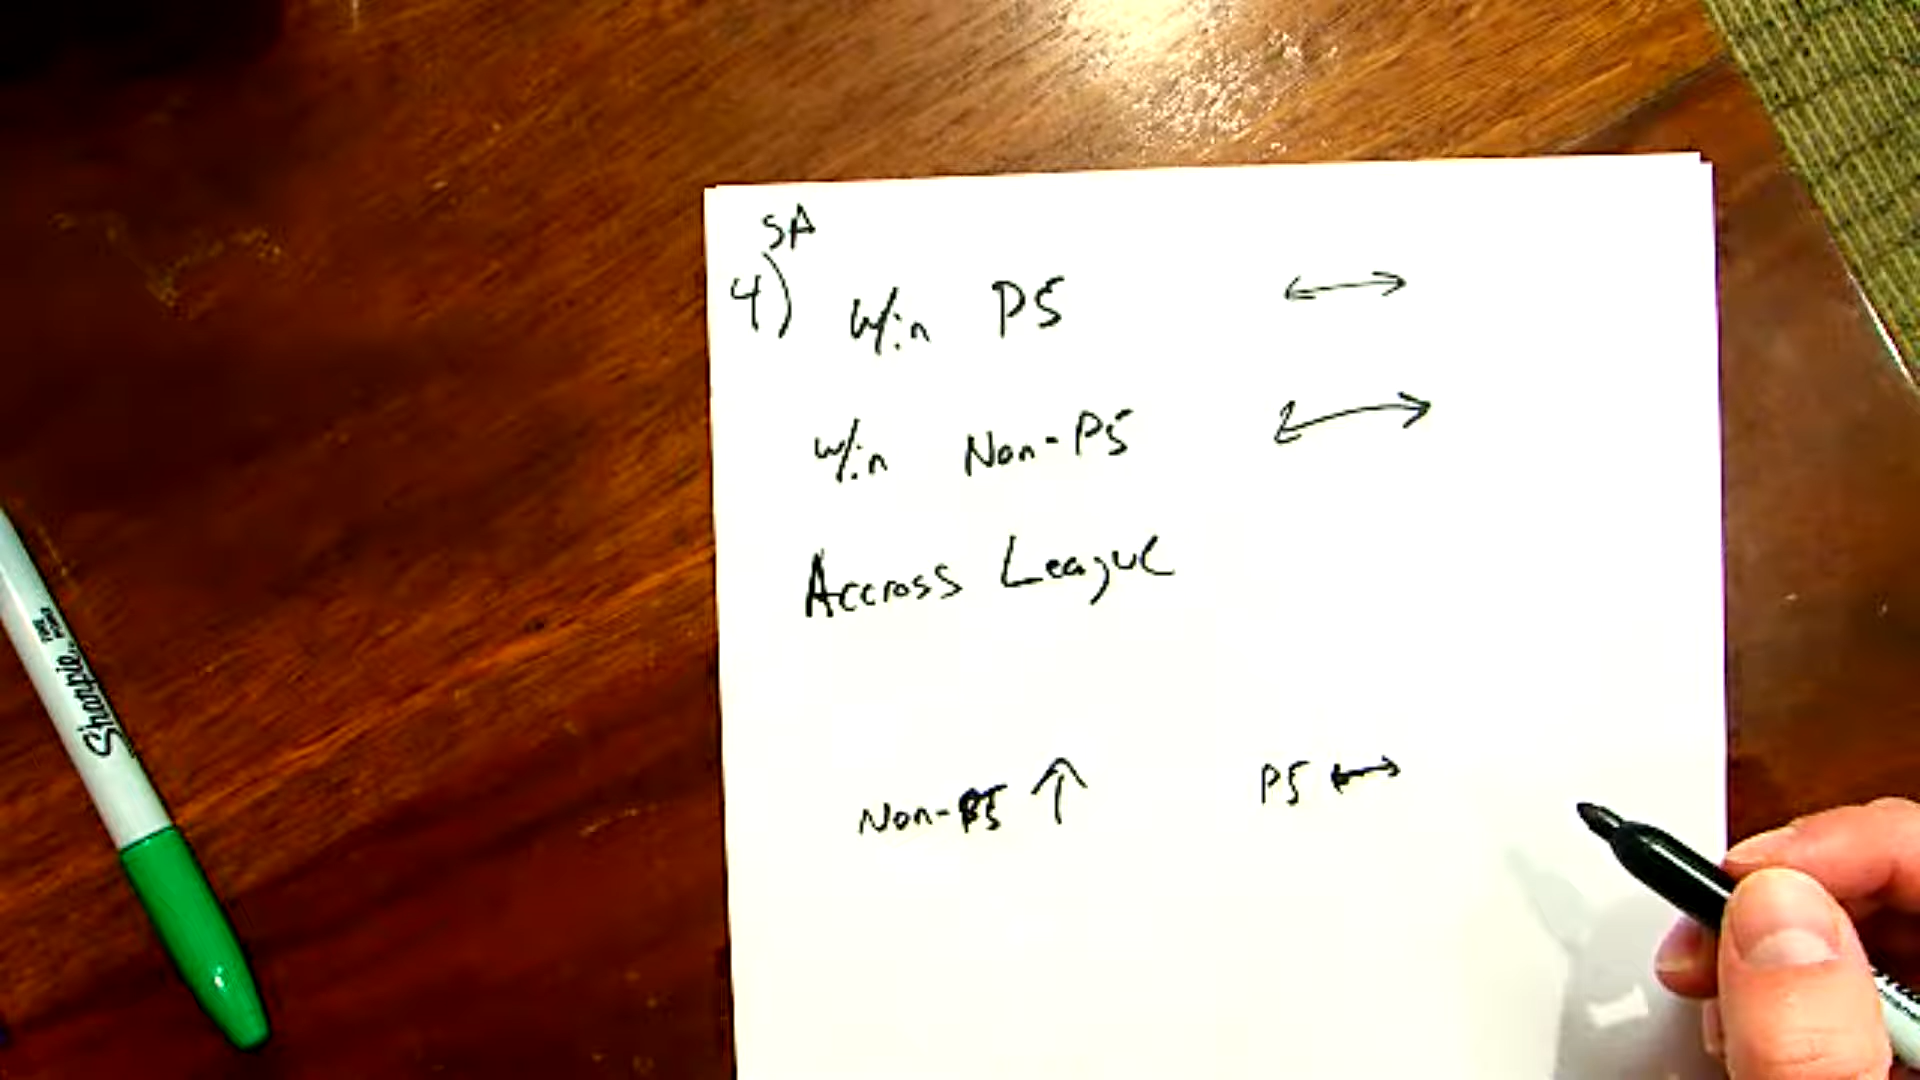 SA
4) w/in P5 ↔
w/in Non-P5 ↔
Accross League
Non-P5 ↑ P5 ↔
Sharpie